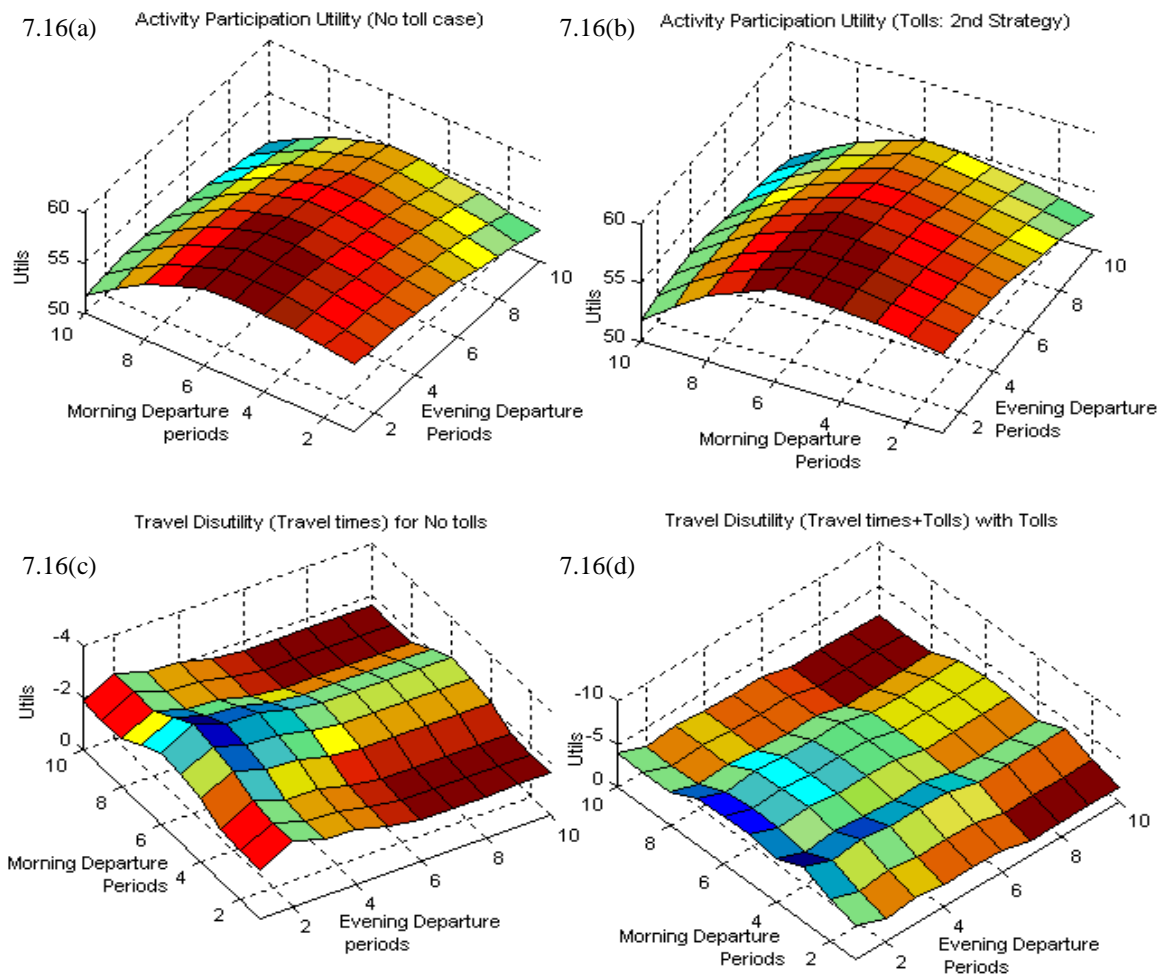 7.16(a)
Activity Participation Utility (No toll case)
60
55
50
Utils
10
8
6
4
2
Morning Departure
periods
2
4
6
8
10
Evening Departure
Periods
7.16(b)
Activity Participation Utility (Tolls: 2nd Strategy)
60
55
50
Utils
10
8
6
4
2
Morning Departure
Periods
2
4
6
8
10
Evening Departure
Periods
7.16(c)
Travel Disutility (Travel times) for No tolls
-4
-2
0
Utils
10
8
6
4
2
Morning Departure
Periods
2
4
6
8
10
Evening Departure
periods
7.16(d)
Travel Disutility (Travel times+Tolls) with Tolls
-10
-5
0
Utils
10
8
6
4
2
Morning Departure
Periods
2
4
6
8
10
Evening Departure
Periods